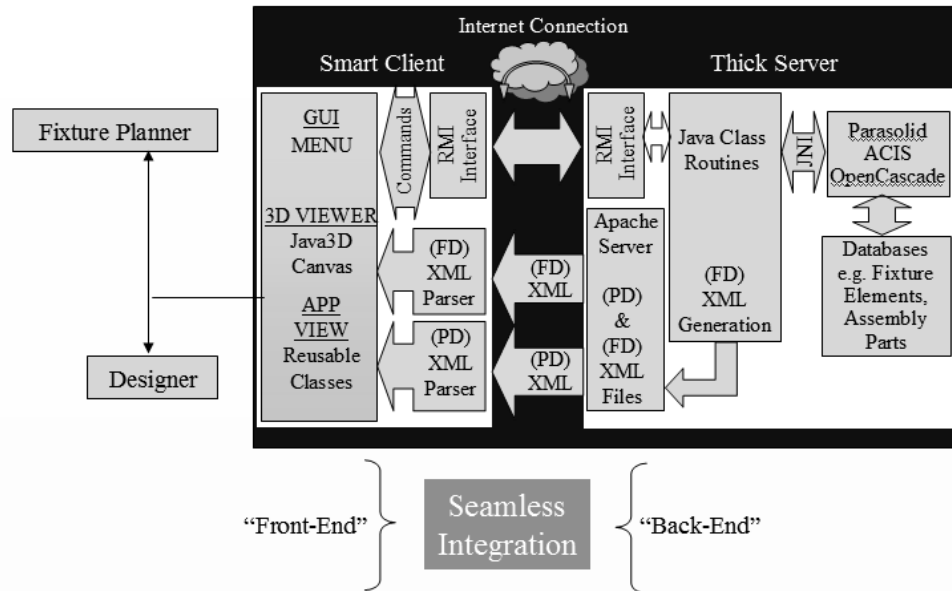 Internet Connection
Smart Client
Thick Server
Fixture Planner
Designer
GUI
MENU
3D VIEWER
Java3D
Canvas
APP
VIEW
Reusable
Classes
Commands
RMI
Interface
(FD)
XML
Parser
(PD)
XML
Parser
(FD)
XML
(PD)
XML
RMI
Interface
Apache
Server
(PD)
&
(FD)
XML
Files
Java Class
Routines
(FD)
XML
Generation
JNI
Parasolid
ACIS
OpenCascade
Databases
e.g. Fixture
Elements,
Assembly
Parts
“Front-End”
Seamless
Integration
“Back-End”